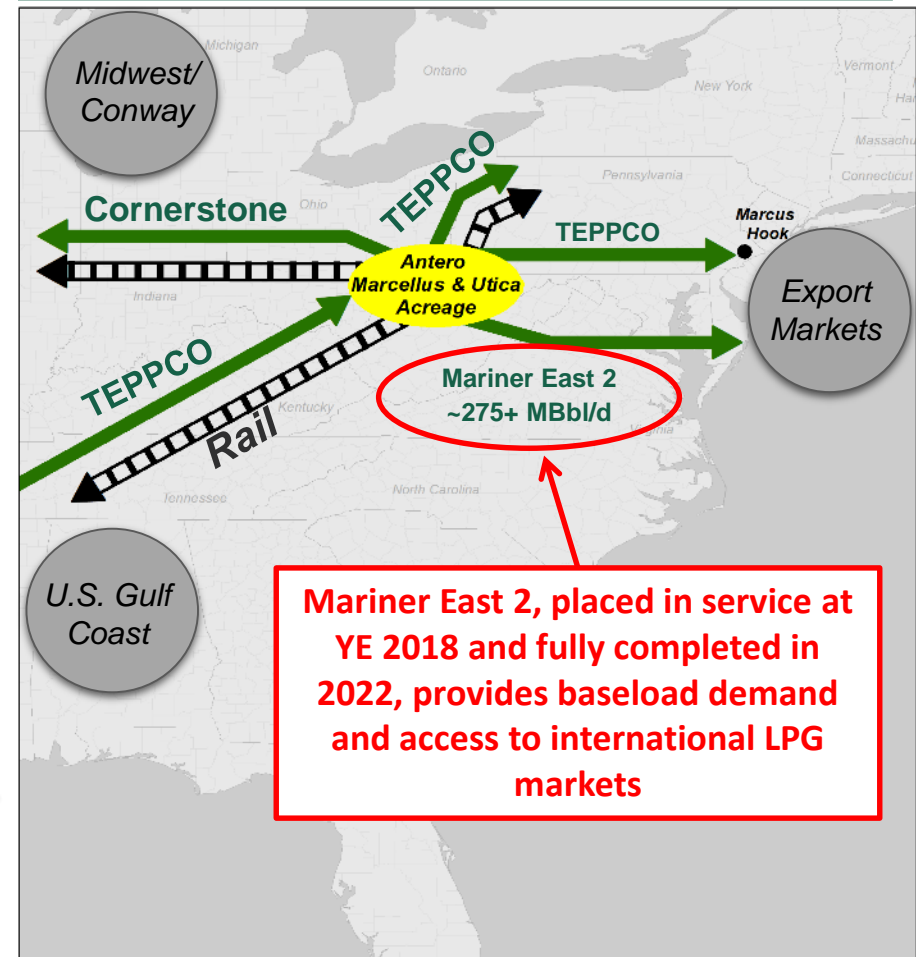 Michigan
Midwest/
Conway
Ontario
Vermont
New York
Massachu
Connecticut
TEPPCO
Pennsylvania
Cornerstone
Ohio
Marcus
Hook
TEPPCO
Antero
Marcellus & Utica
Acreage
Export
Markets
Indiana
TEPPCO
Mariner East 2
~275+ MBbl/d
Kentucky
Rail
Virginia
North Carolina
Tennessee
U.S. Gulf
Coast
Mariner East 2, placed in service at
YE 2018 and fully completed in
2022, provides baseload demand
and access to international LPG
markets